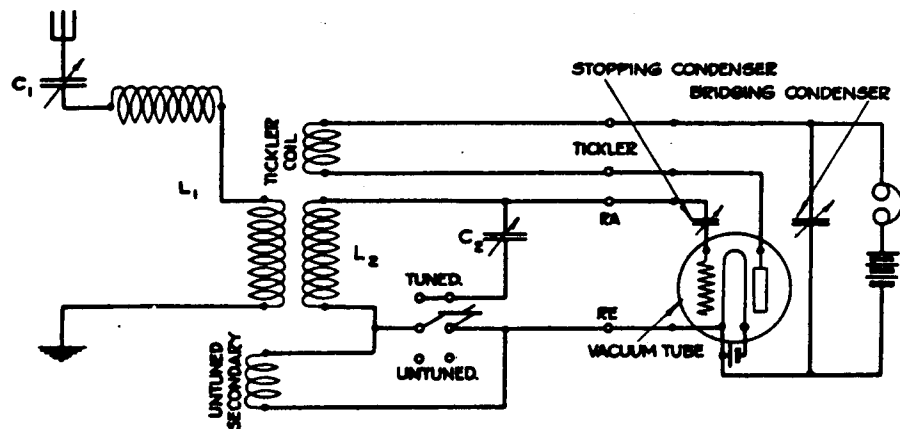 C1
STOPPING CONDENSER
BRIDGING CONDENSER
TICKLER
COIL
TICKLER
L1
RA
L2
C2
TUNED.
RE
VACUUM TUBE
UNTUNED.
UNTUNED
SECONDARY